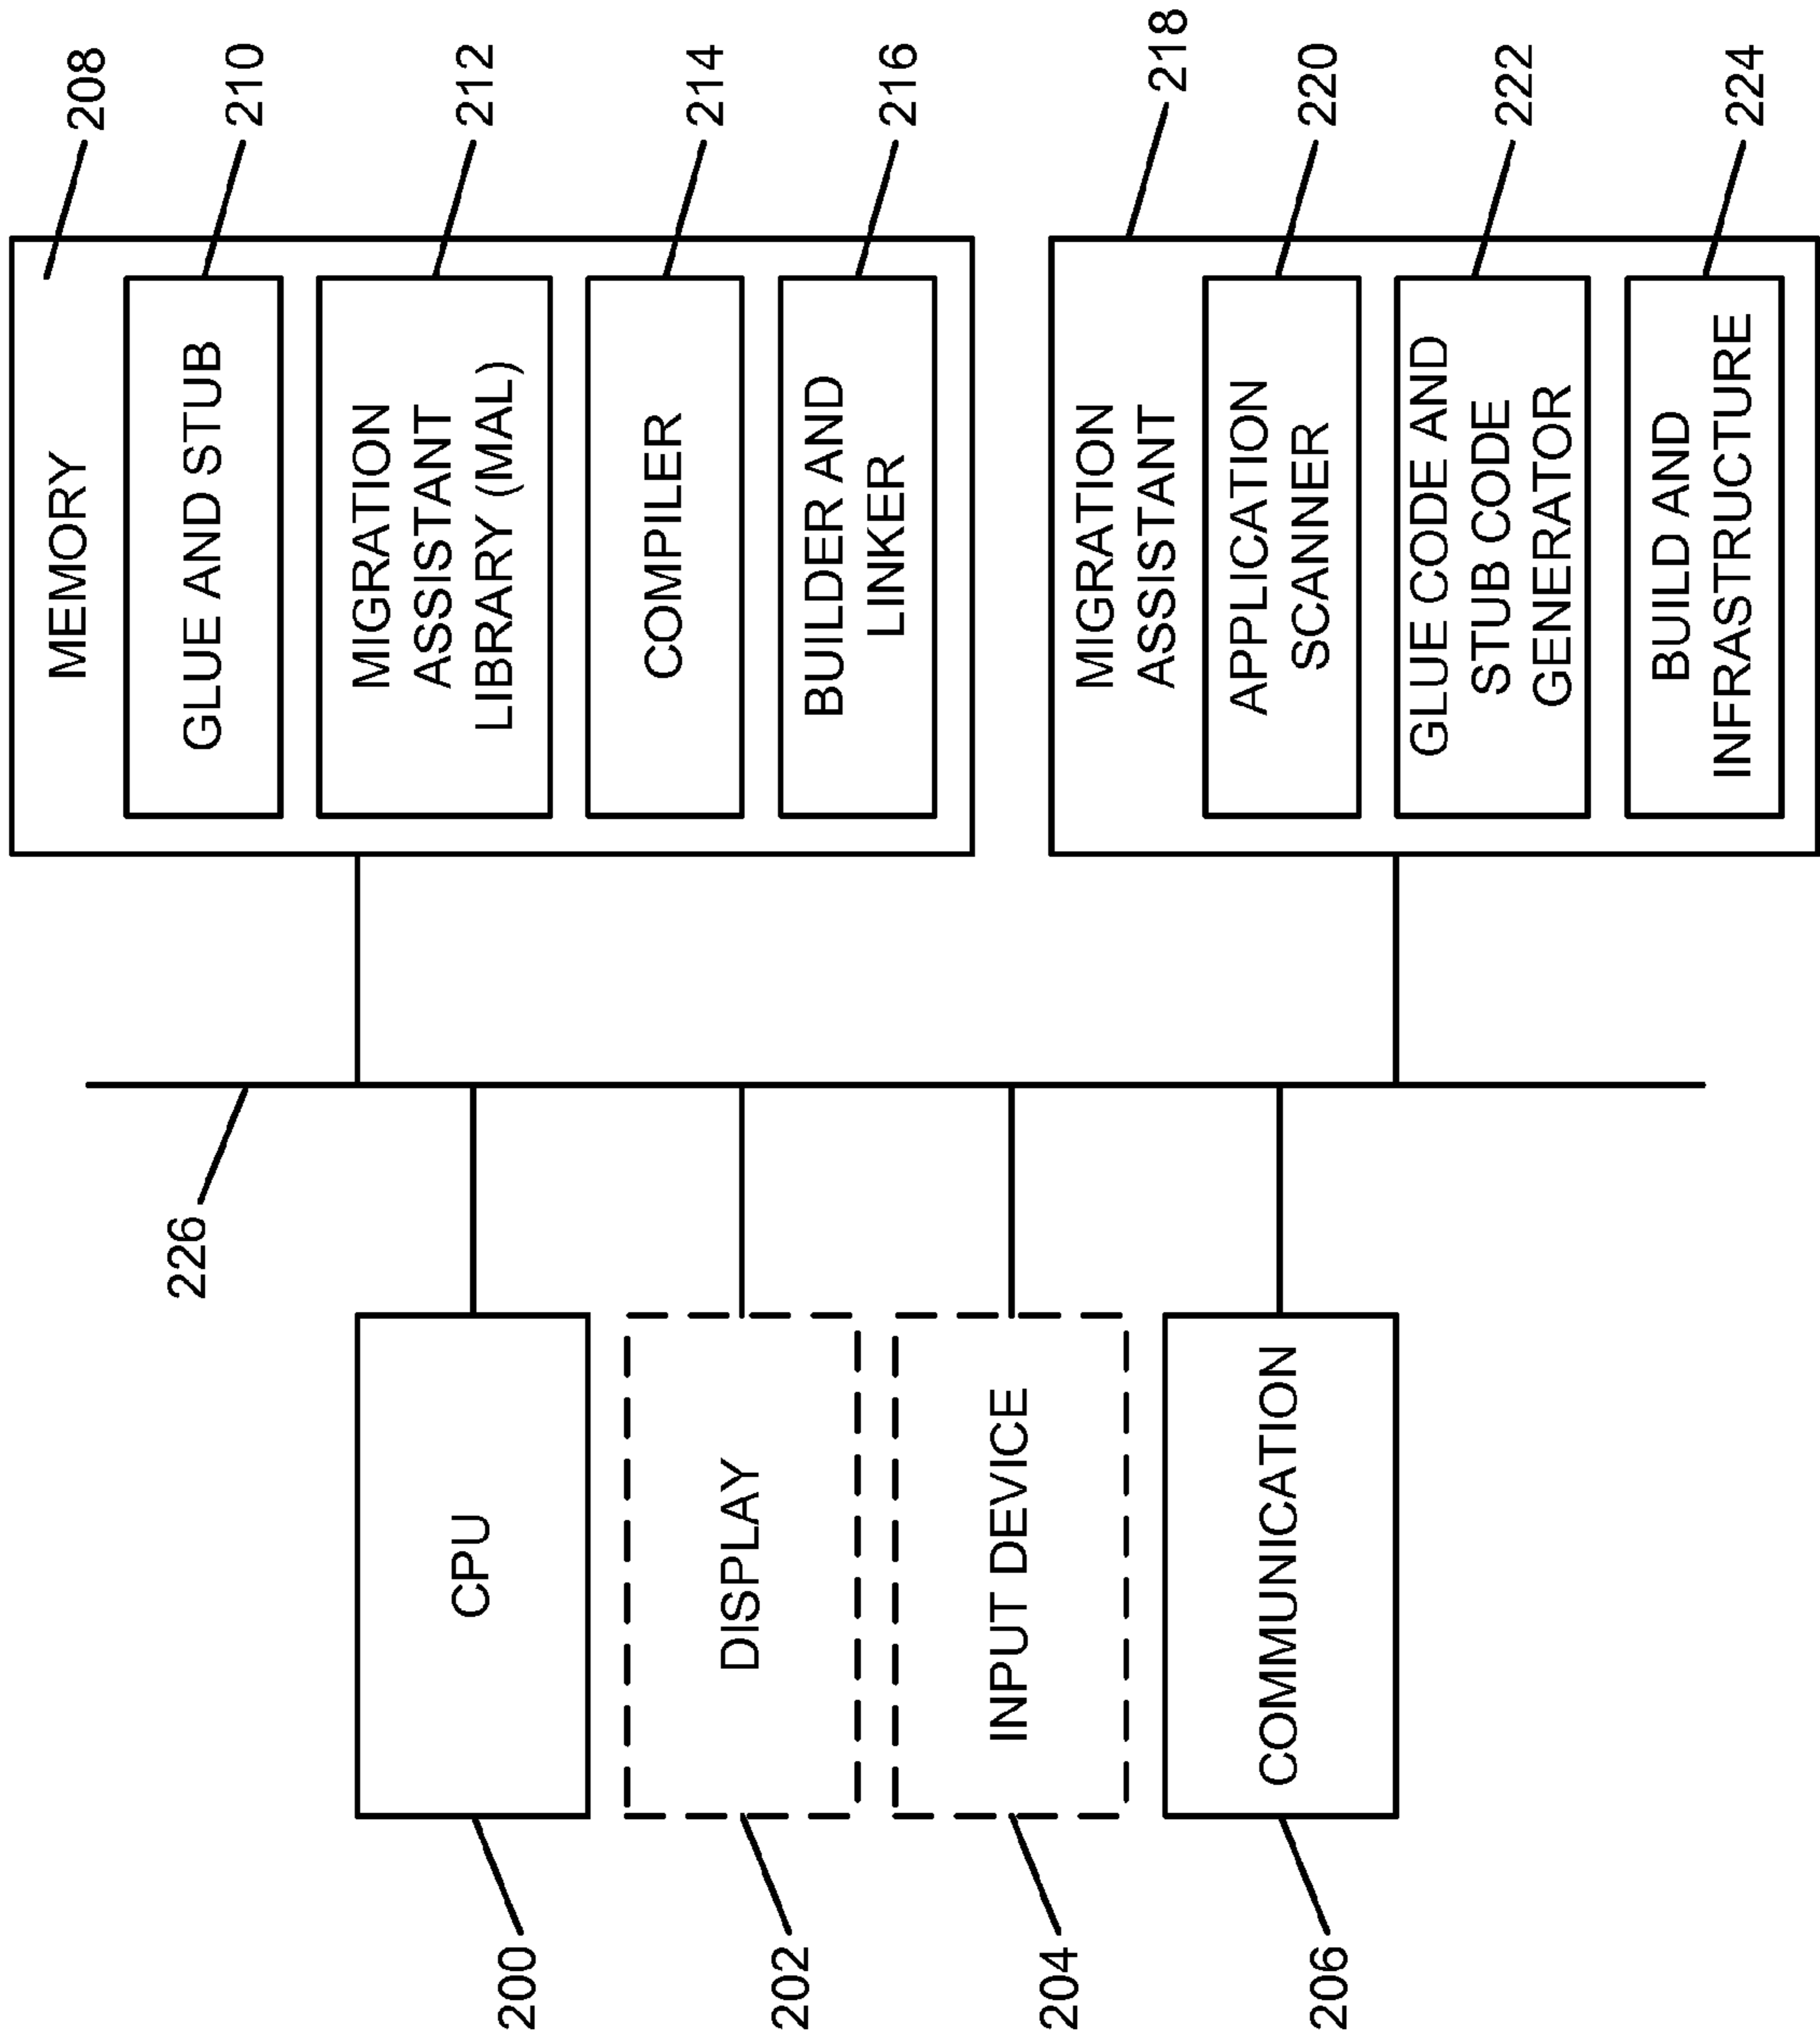 200
CPU
202
DISPLAY
204
INPUT DEVICE
206
COMMUNICATION
226
MEMORY
208
GLUE AND STUB
210
MIGRATION
ASSISTANT
LIBRARY (MAL)
212
COMPILER
214
BUILDER AND
LINKER
216
MIGRATION
ASSISTANT
218
APPLICATION
SCANNER
220
GLUE CODE AND
STUB CODE
GENERATOR
222
BUILD AND
INFRASTRUCTURE
224